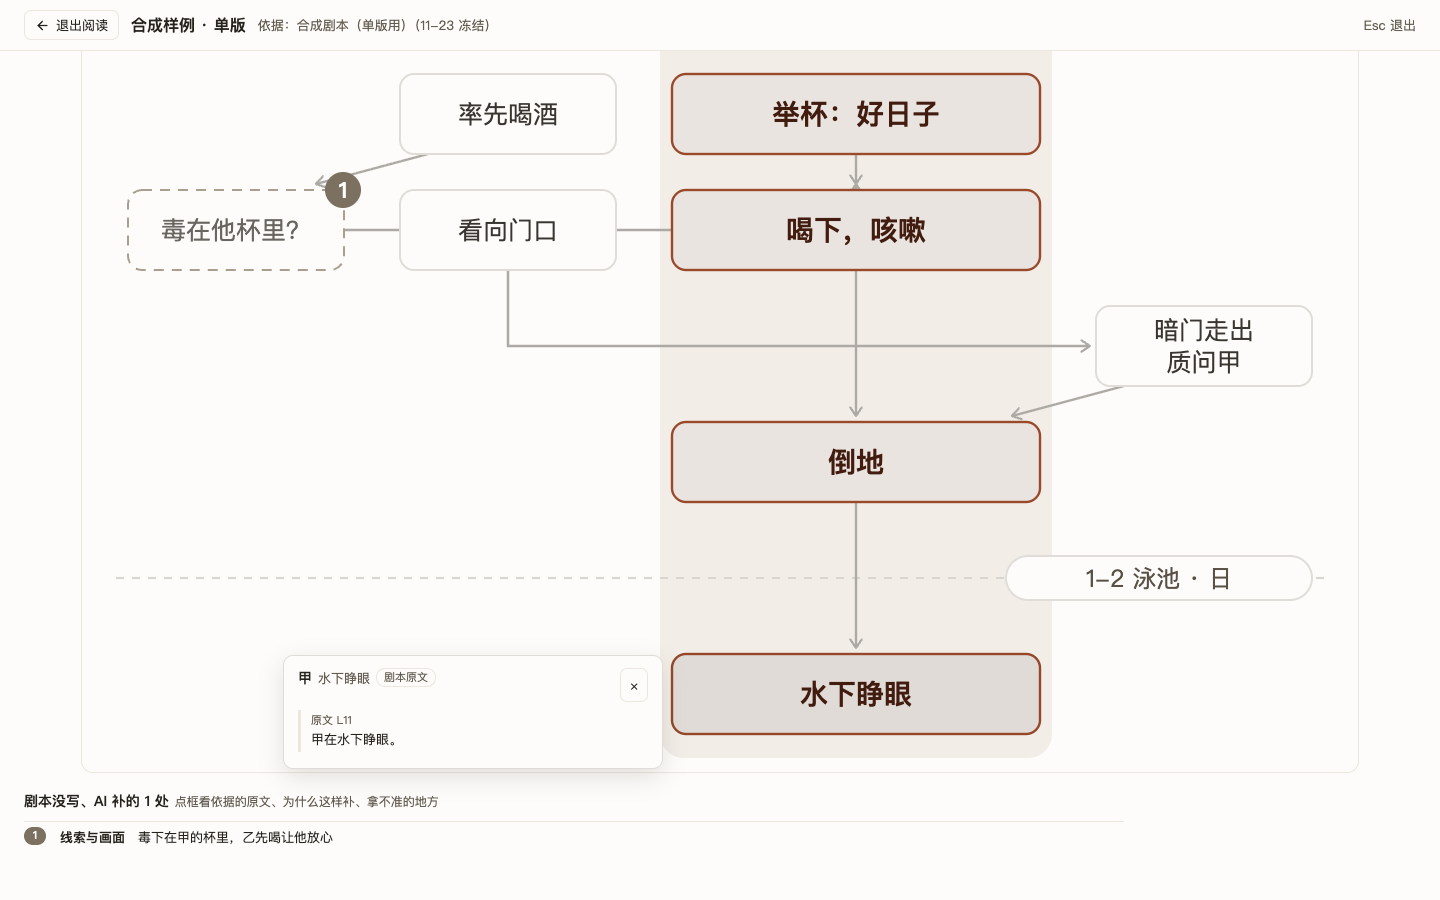 ← 退出阅读 合成样例 · 单版 依据：合成剧本（单版用）(11-23 冻结) Esc 退出
率先喝酒
举杯：好日子
毒在他杯里?
1
看向门口
喝下，咳嗽
暗门走出
质问甲
倒地
1-2 泳池 · 日
甲 水下睁眼 剧本原文 ×
原文 L11
甲在水下睁眼。
水下睁眼
剧本没写、AI 补的 1 处 点框看依据的原文、为什么这样补、拿不准的地方
1 线索与画面 毒下在甲的杯里，乙先喝让他放心